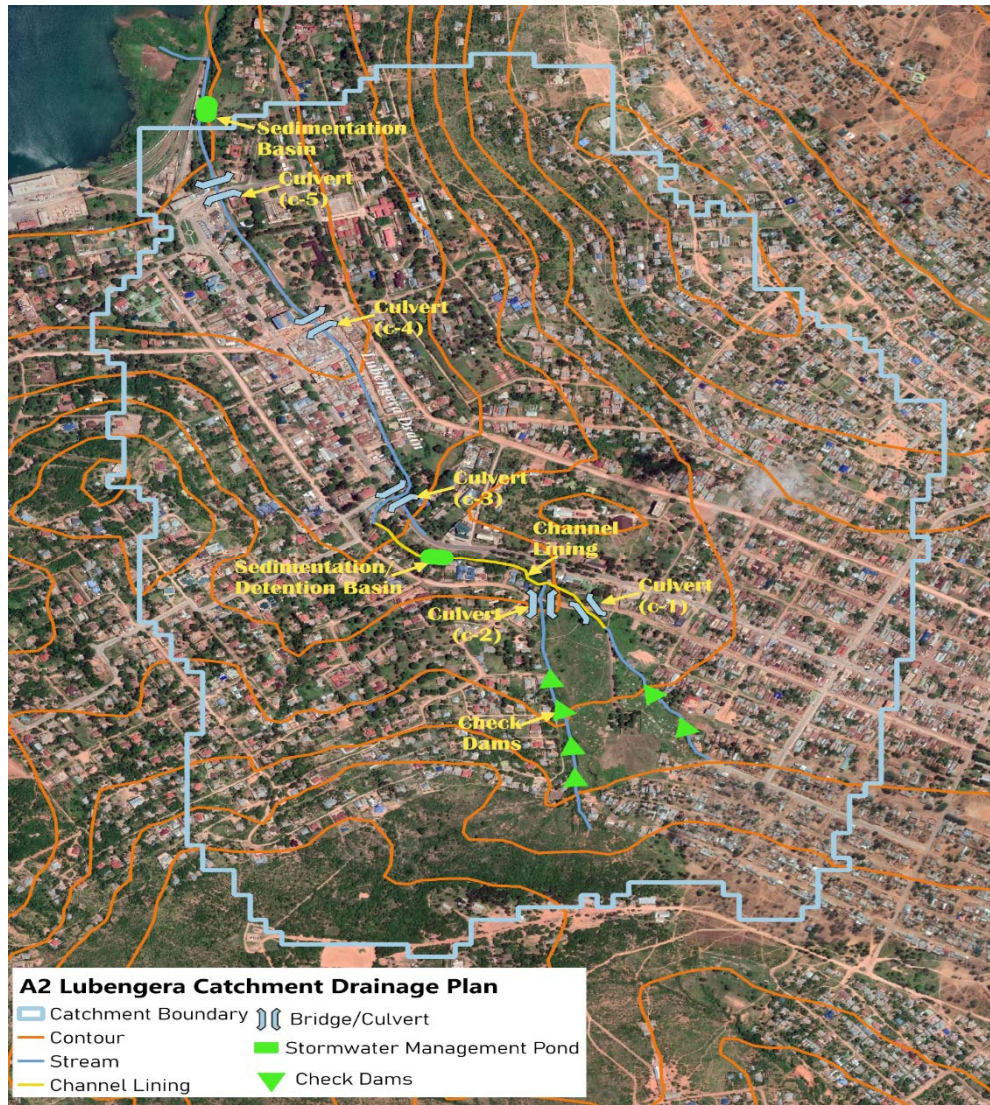 Sedimentation
Basin
Culvert
(c-5)
Culvert
(c-4)
Lubengera Drain
Culvert
(c-3)
Channel
Lining
Sedimentation/
Detention Basin
Culvert
(c-1)
Culvert
(c-2)
Check
Dams
A2 Lubengera Catchment Drainage Plan
Catchment Boundary
Contour
Stream
Channel Lining
Bridge/Culvert
Stormwater Management Pond
Check Dams